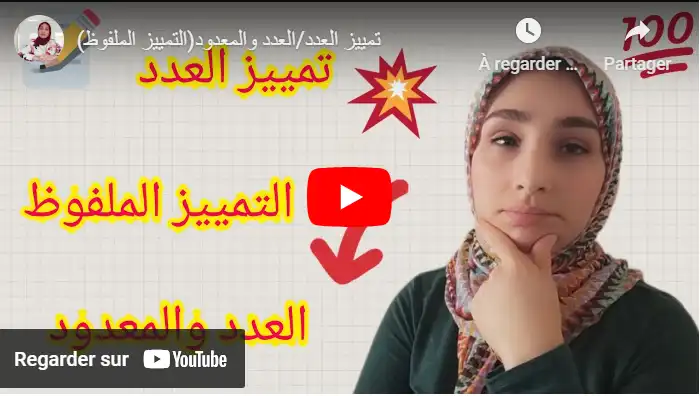 تمييز العدد/العدد والمعدود(التمييز الملفوظ)
À regarder ...
Partager
100
تمييز العدد
التمييز الملفوظ
العدد والمعدود
Regarder sur YouTube